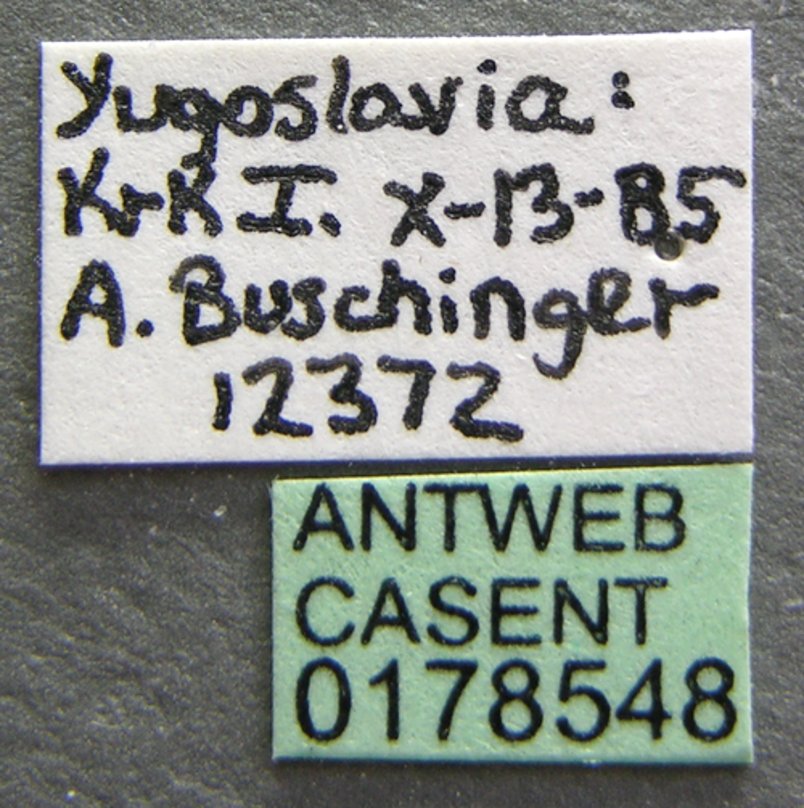 Yugoslavia:
Krk I. X-13-85
A. Buschinger
12372
ANTWEB
CASENT
0178548